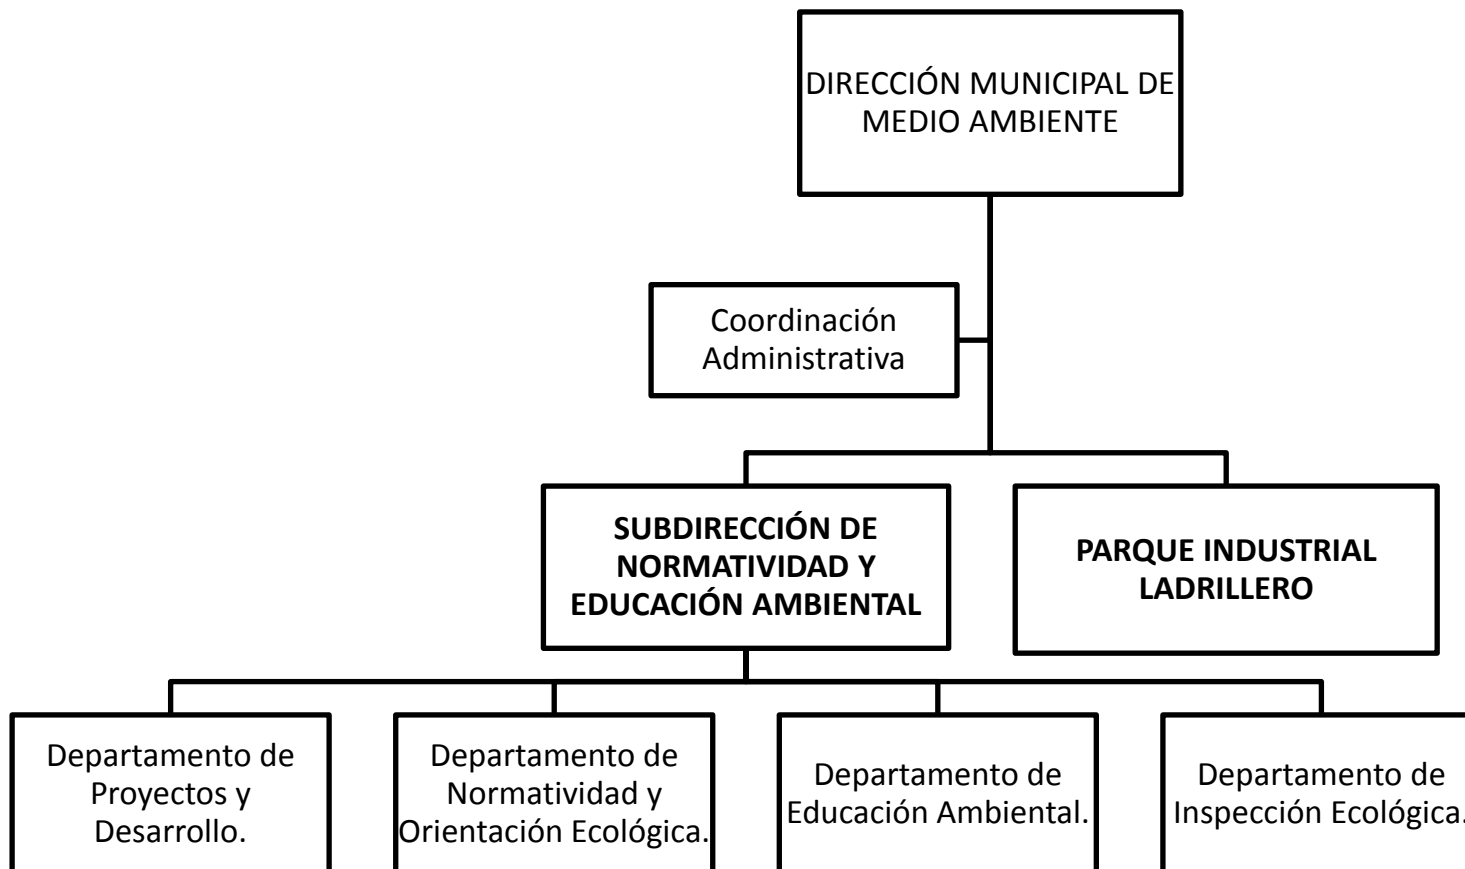 DIRECCIÓN MUNICIPAL DE
MEDIO AMBIENTE
Coordinación
Administrativa
SUBDIRECCIÓN DE
NORMATIVIDAD Y
EDUCACIÓN AMBIENTAL
PARQUE INDUSTRIAL
LADRILLERO
Departamento de
Proyectos y
Desarrollo.
Departamento de
Normatividad y
Orientación Ecológica.
Departamento de
Educación Ambiental.
Departamento de
Inspección Ecológica.